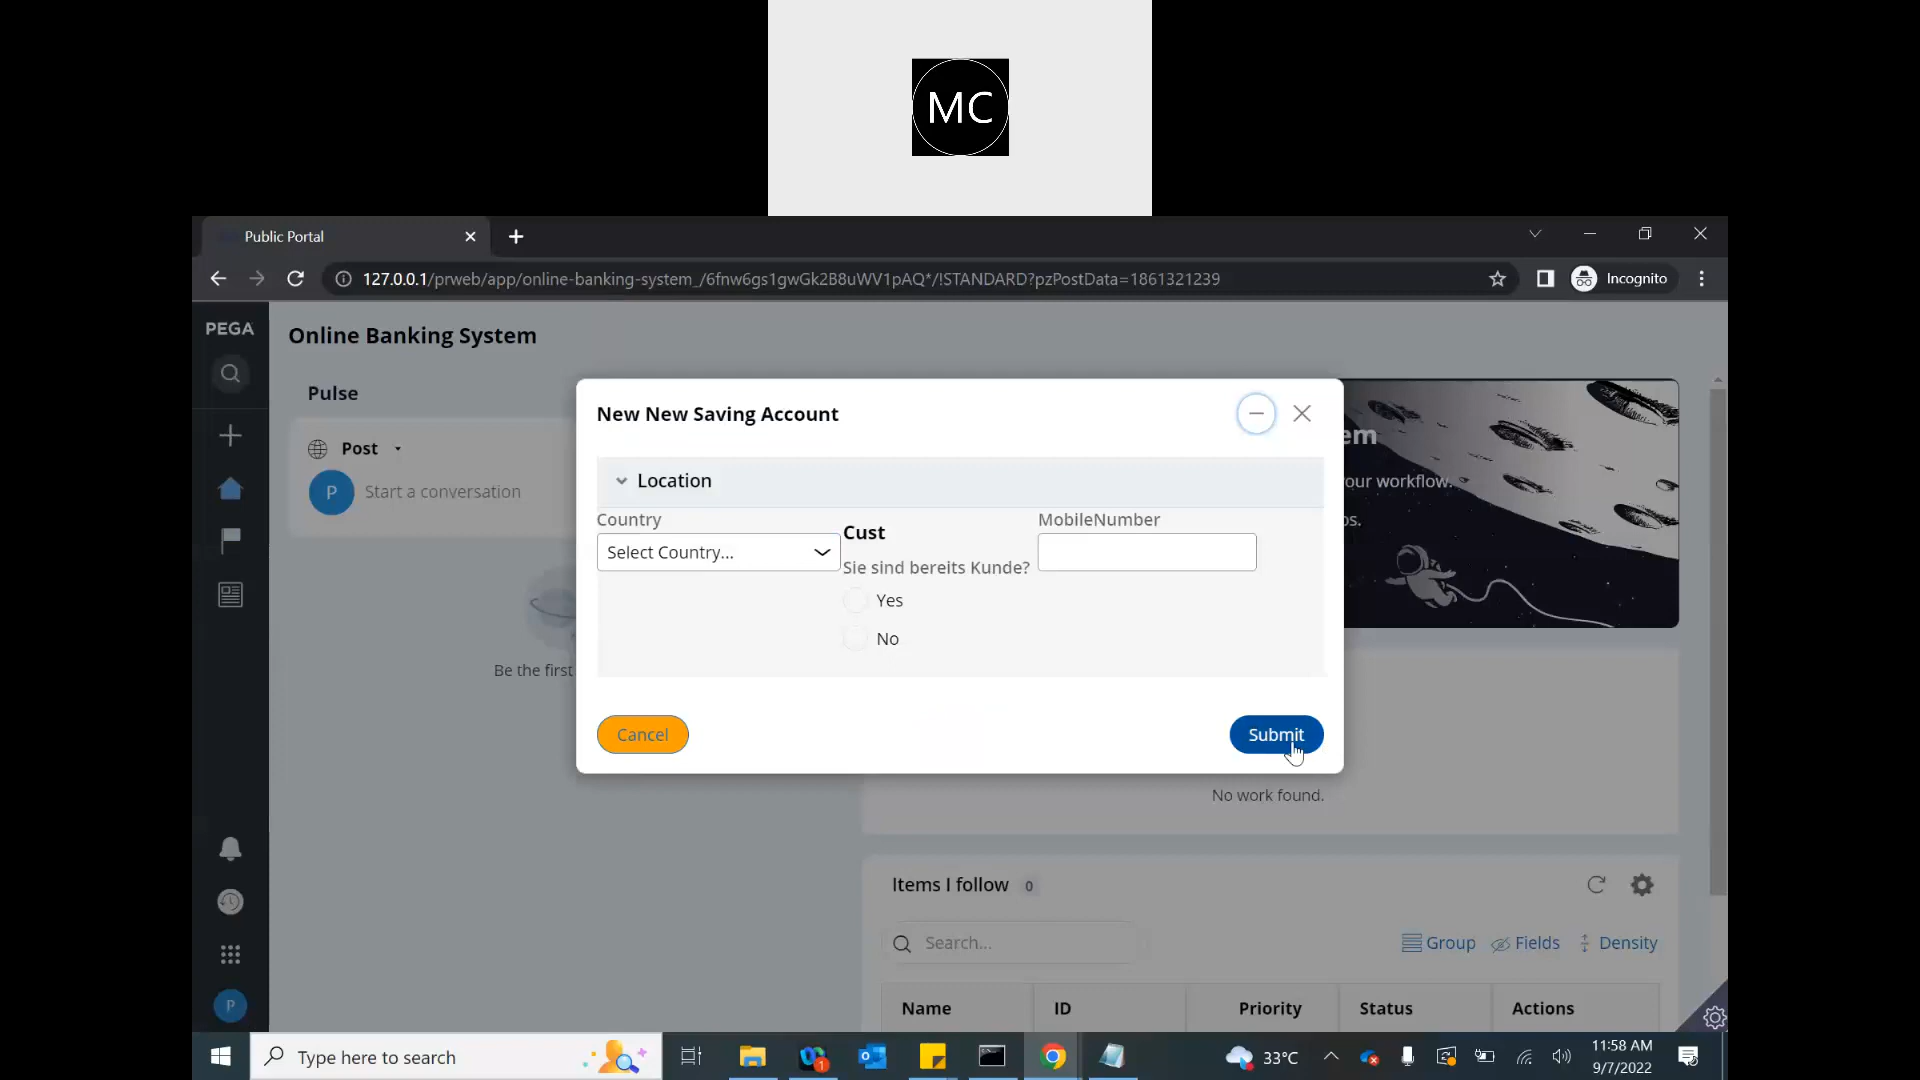 MC
Public Portal
127.0.0.1/prweb/app/online-banking-system_/6fnw6gs1gwGk2B8uWV1pAQ*/!STANDARD?pzPostData=1861321239
Incognito
PEGA
Online Banking System
Pulse
Post
P
Start a conversation
Be the first
em
our workflow.
os.
New New Saving Account
Location
Country
Select Country...
Cust
Sie sind bereits Kunde?
Yes
No
MobileNumber
Cancel
Submit
No work found.
Items I follow 0
Search...
Group Fields Density
Name ID Priority Status Actions
P
Type here to search
1
33°C
11:58 AM
9/7/2022